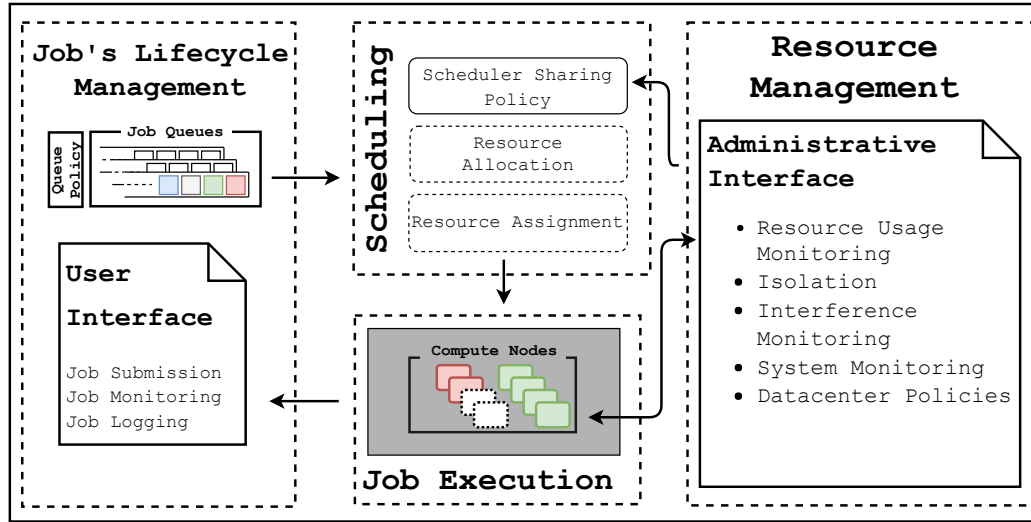 Job's Lifecycle
Management
Queue
Policy
Job Queues
User
Interface
Job Submission
Job Monitoring
Job Logging
Scheduling
Scheduler Sharing
Policy
Resource
Allocation
Resource Assignment
Compute Nodes
Job Execution
Resource
Management
Administrative
Interface
• Resource Usage
Monitoring
• Isolation
• Interference
Monitoring
• System Monitoring
• Datacenter Policies